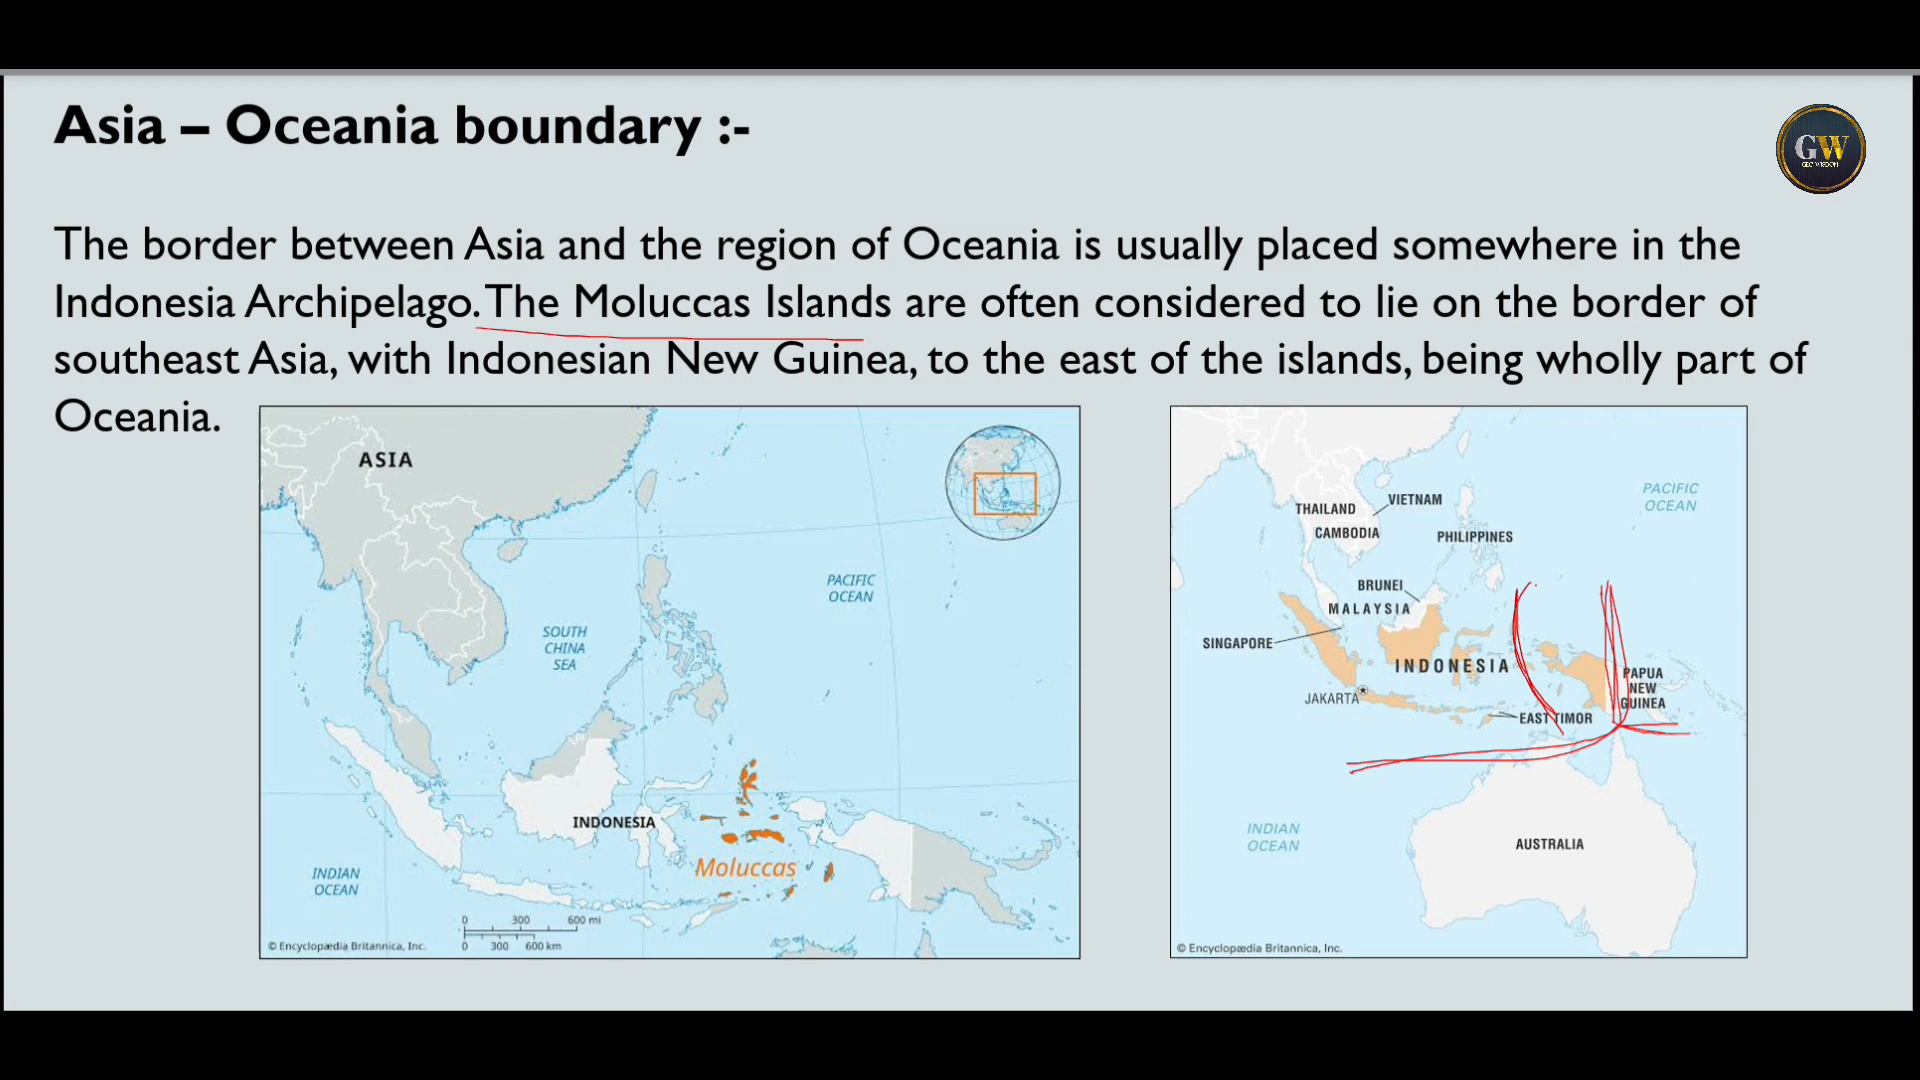 Asia – Oceania boundary :-
GW
GEO WISDOM
The border between Asia and the region of Oceania is usually placed somewhere in the
Indonesia Archipelago. The Moluccas Islands are often considered to lie on the border of
southeast Asia, with Indonesian New Guinea, to the east of the islands, being wholly part of
Oceania.
ASIA
PACIFIC
OCEAN
SOUTH
CHINA
SEA
INDONESIA
Moluccas
INDIAN
OCEAN
0 300 600 mi
0 300 600 km
© Encyclopædia Britannica, Inc.
PACIFIC
OCEAN
VIETNAM
THAILAND
CAMBODIA
PHILIPPINES
BRUNEI
MALAYSIA
SINGAPORE
INDONESIA
JAKARTA
PAPUA
NEW
GUINEA
EAST TIMOR
INDIAN
OCEAN
AUSTRALIA
© Encyclopædia Britannica, Inc.